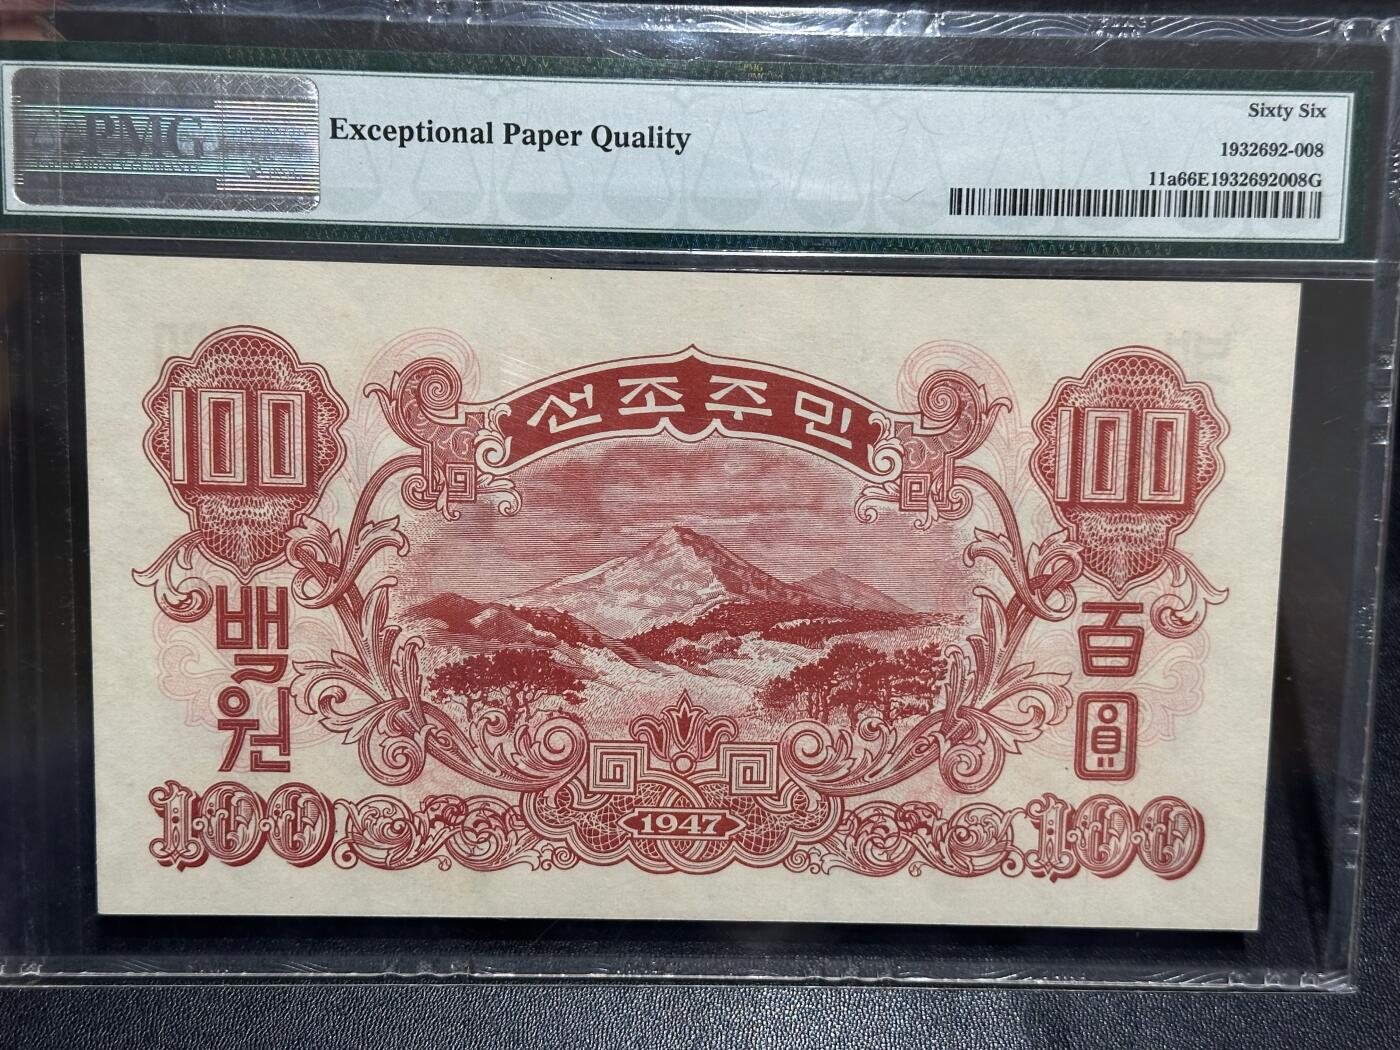 PMG
Exceptional Paper Quality
Sixty Six
1932692-008
11a66E1932692008G
선조주민
100
100
백원
百圓
100
1947
100